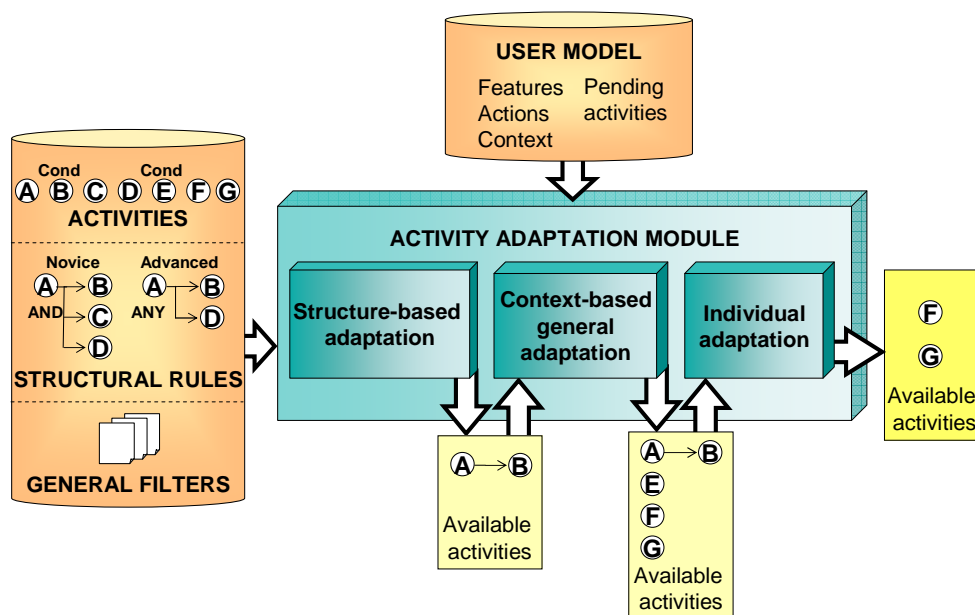 USER MODEL
Features Pending
Actions activities
Context
Cond Cond
A B C D E F G
ACTIVITIES
Novice Advanced
A B A B
AND C ANY D
D
STRUCTURAL RULES
GENERAL FILTERS
ACTIVITY ADAPTATION MODULE
Structure-based
adaptation
Context-based
general
adaptation
Individual
adaptation
A B
Available
activities
A B
E
F
G
Available
activities
F
G
Available
activities